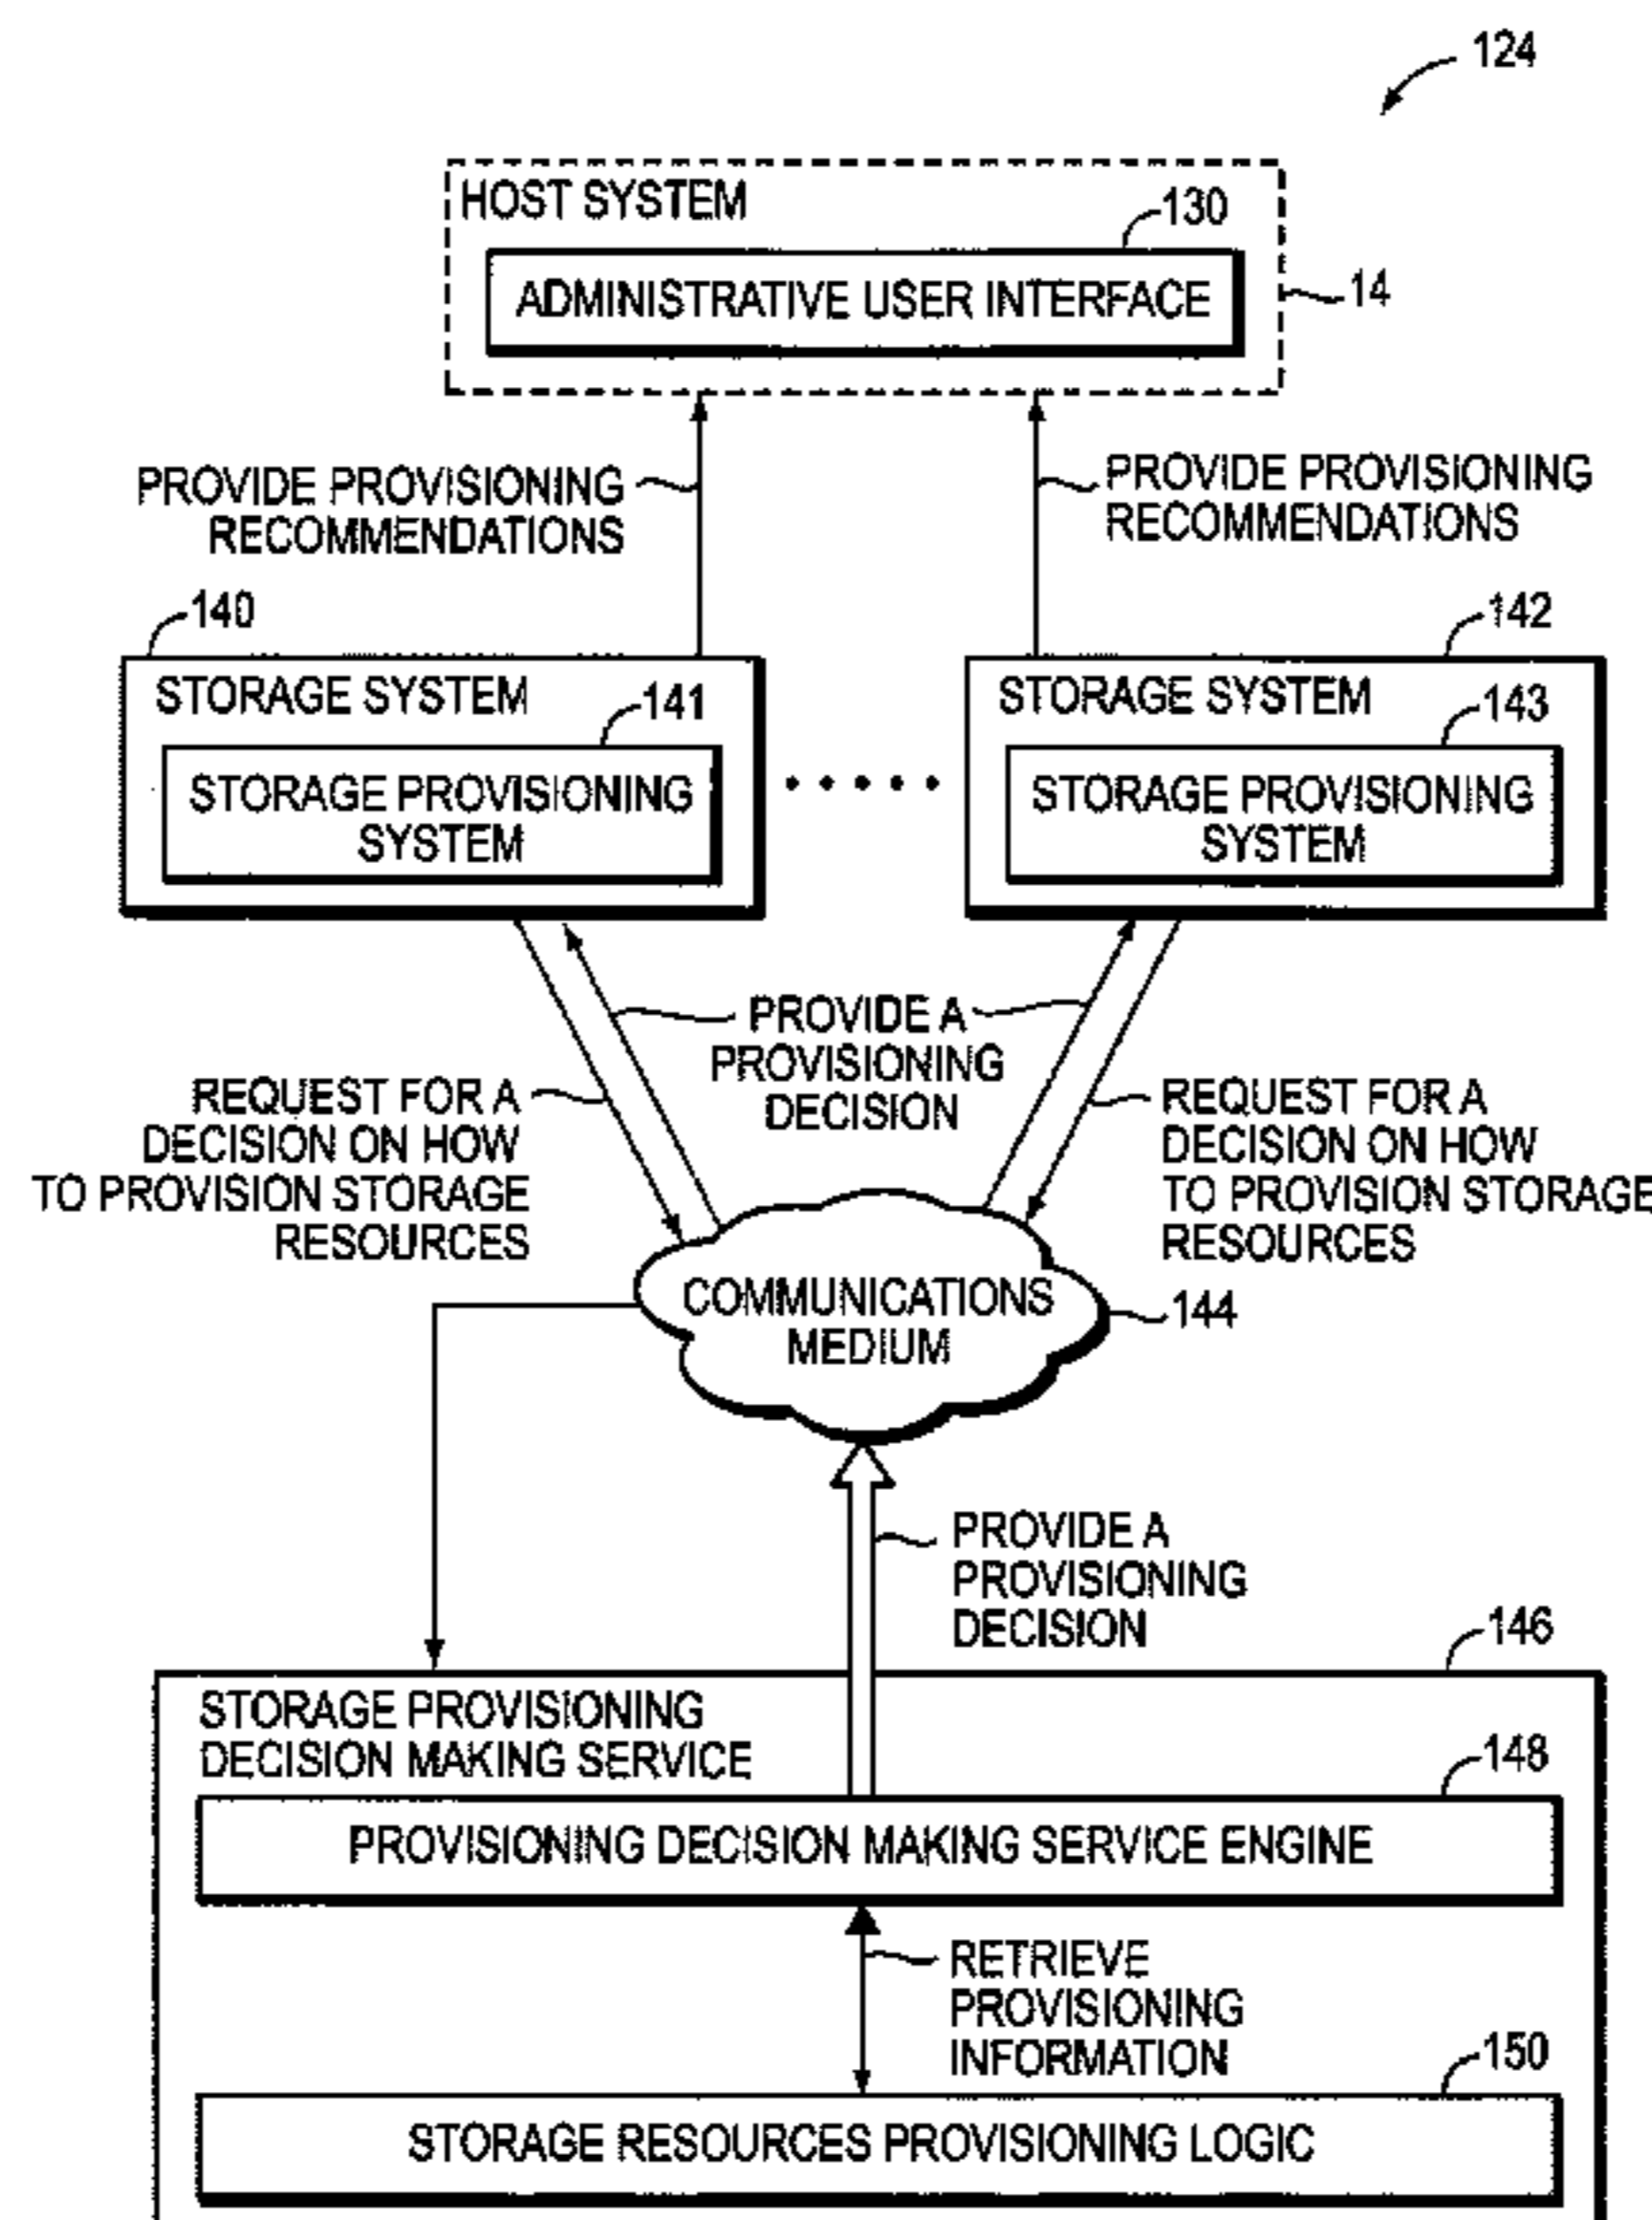 124
HOST SYSTEM
130
ADMINISTRATIVE USER INTERFACE
14
PROVIDE PROVISIONING
RECOMMENDATIONS
PROVIDE PROVISIONING
RECOMMENDATIONS
140
STORAGE SYSTEM
141
STORAGE PROVISIONING
SYSTEM
142
STORAGE SYSTEM
143
STORAGE PROVISIONING
SYSTEM
PROVIDE A
PROVISIONING
DECISION
REQUEST FOR A
DECISION ON HOW
TO PROVISION STORAGE
RESOURCES
REQUEST FOR A
DECISION ON HOW
TO PROVISION STORAGE
RESOURCES
COMMUNICATIONS
MEDIUM
144
PROVIDE A
PROVISIONING
DECISION
146
STORAGE PROVISIONING
DECISION MAKING SERVICE
148
PROVISIONING DECISION MAKING SERVICE ENGINE
RETRIEVE
PROVISIONING
INFORMATION
150
STORAGE RESOURCES PROVISIONING LOGIC